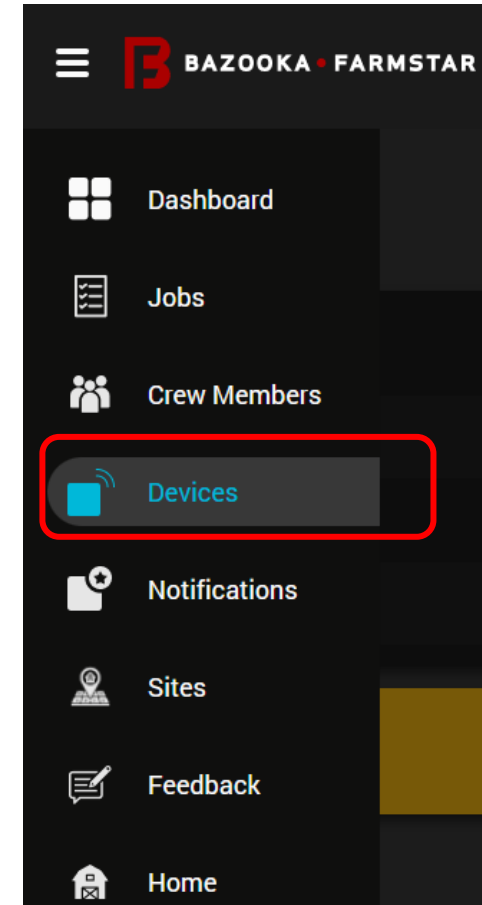 BAZOOKA • FARMSTAR
Dashboard
Jobs
Crew Members
Devices
Notifications
Sites
Feedback
Home